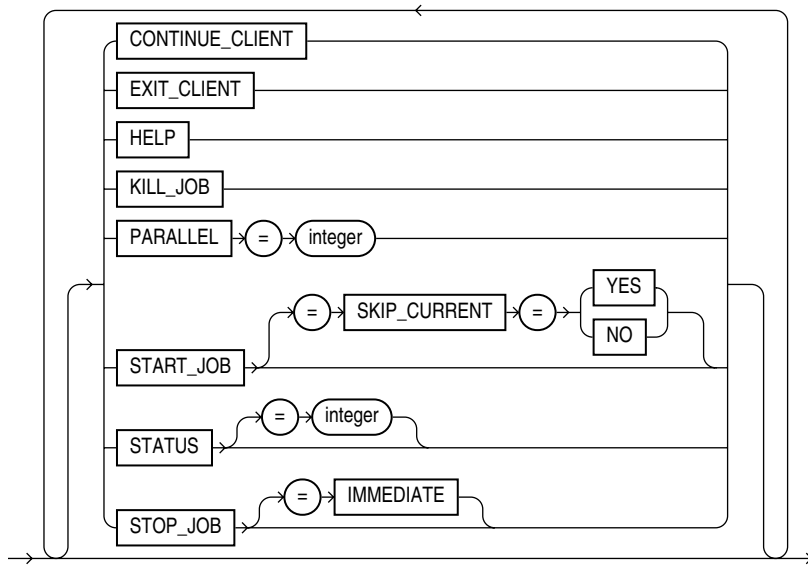 CONTINUE_CLIENT
EXIT_CLIENT
HELP
KILL_JOB
PARALLEL = integer
START_JOB = SKIP_CURRENT = YES
NO
STATUS = integer
STOP_JOB = IMMEDIATE